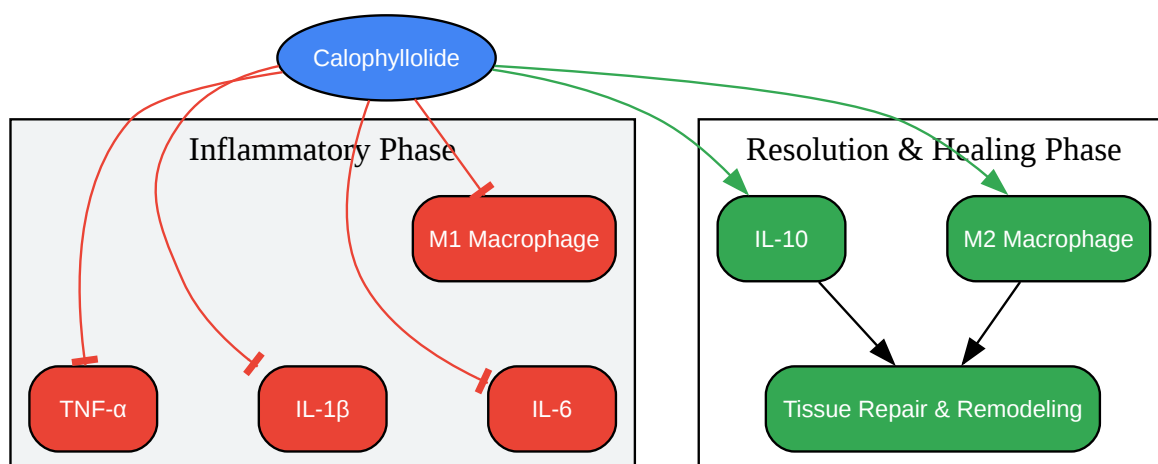 Calophyllolide
Inflammatory Phase
Resolution & Healing Phase
M1 Macrophage
IL-10
M2 Macrophage
TNF-α
IL-1β
IL-6
Tissue Repair & Remodeling